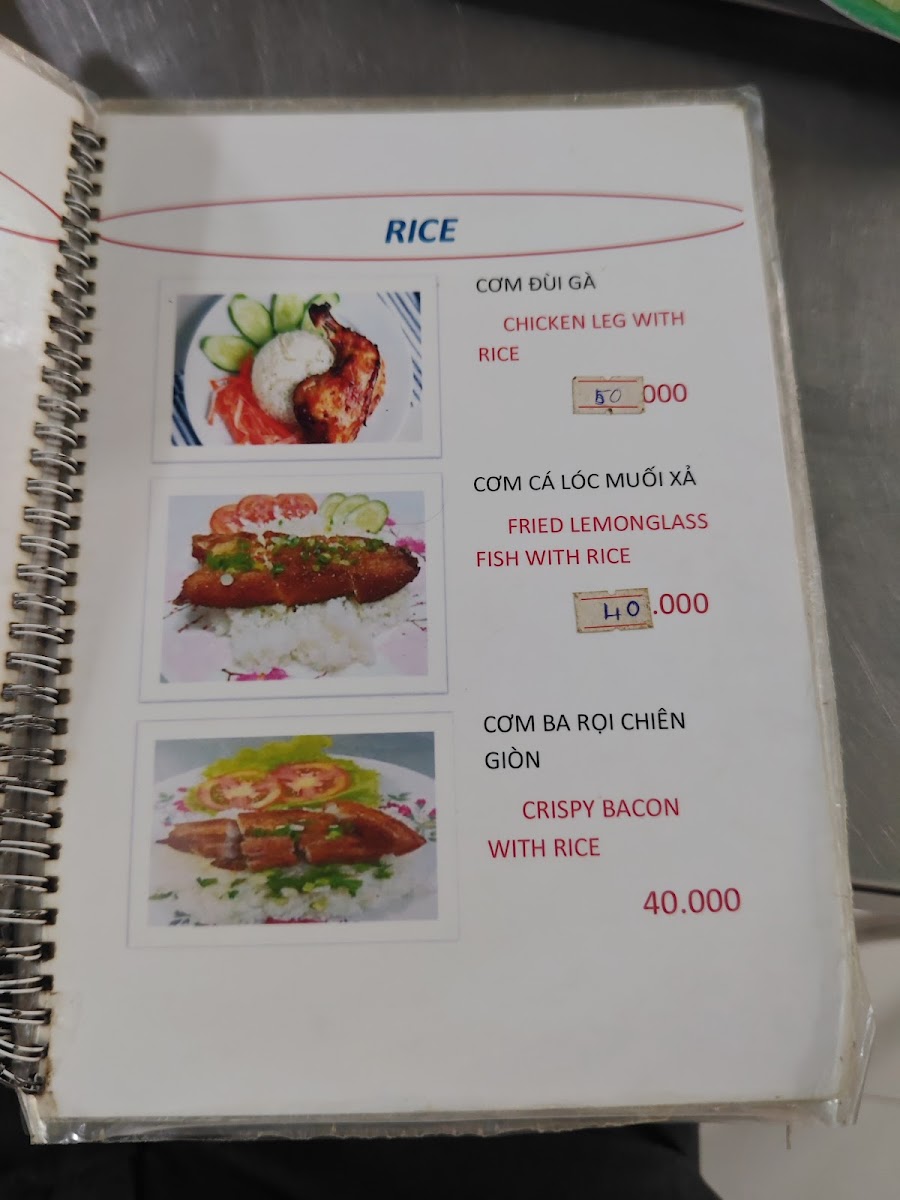 RICE
CƠM ĐÙI GÀ
CHICKEN LEG WITH
RICE
50.000
CƠM CÁ LÓC MUỐI XẢ
FRIED LEMONGLASS
FISH WITH RICE
40.000
CƠM BA RỌI CHIÊN
GIÒN
CRISPY BACON
WITH RICE
40.000